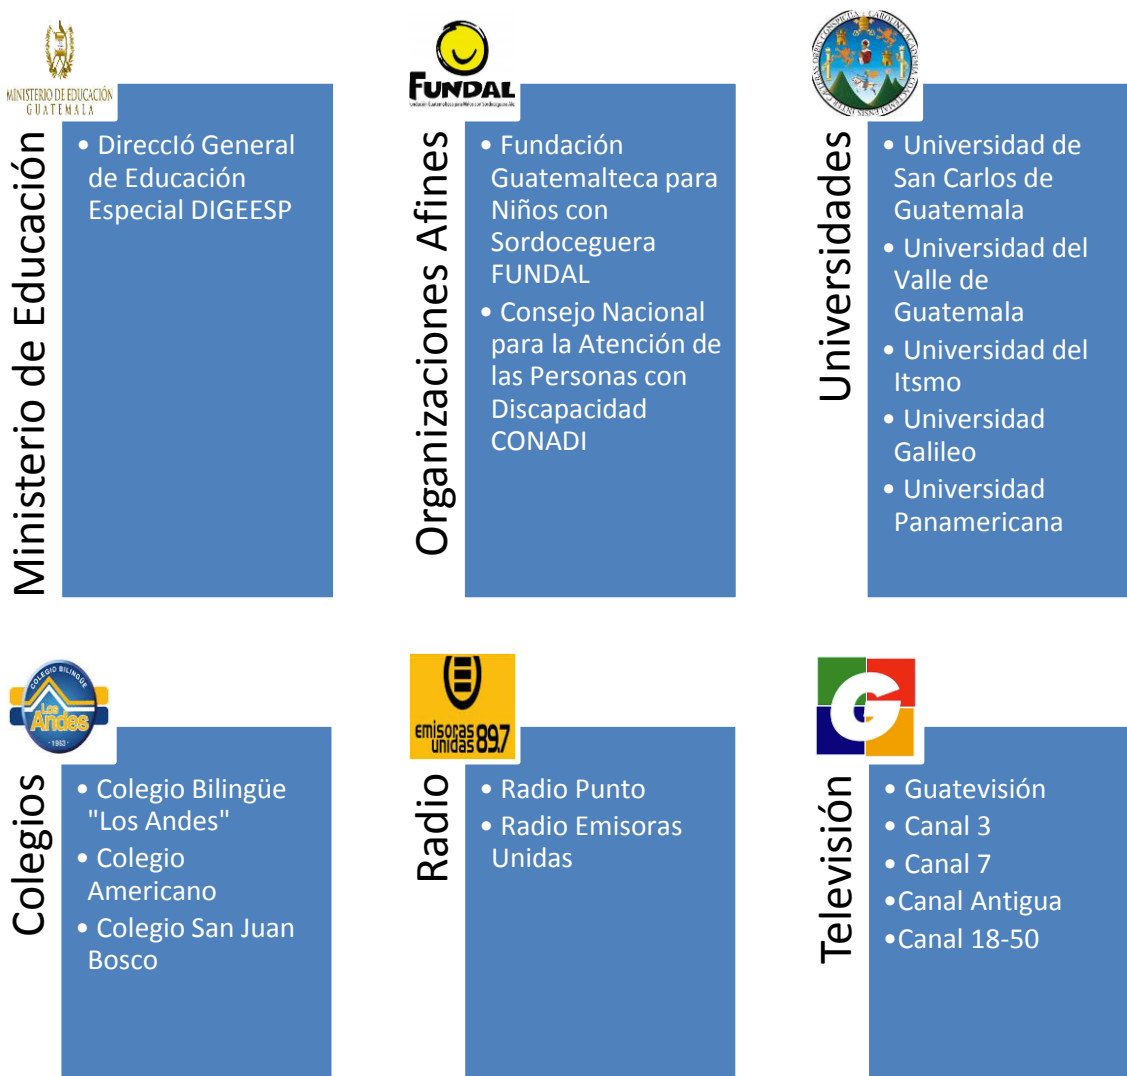 MINISTERIO DE EDUCACIÓN
GUATEMALA
Ministerio de Educación
• DireccIó General
de Educación
Especial DIGEESP
FUNDAL
Organizaciones Afines
• Fundación
Guatemalteca para
Niños con
Sordoceguera
FUNDAL
• Consejo Nacional
para la Atención de
las Personas con
Discapacidad
CONADI
Universidades
• Universidad de
San Carlos de
Guatemala
• Universidad del
Valle de
Guatemala
• Universidad del
Itsmo
• Universidad
Galileo
• Universidad
Panamericana
COLEGIO BILINGÜE
Los
Andes
Colegios
• Colegio Bilingüe
"Los Andes"
• Colegio
Americano
• Colegio San Juan
Bosco
emisoras
unidas 89.7
Radio
• Radio Punto
• Radio Emisoras
Unidas
G
Televisión
• Guatevisión
• Canal 3
• Canal 7
•Canal Antigua
•Canal 18-50